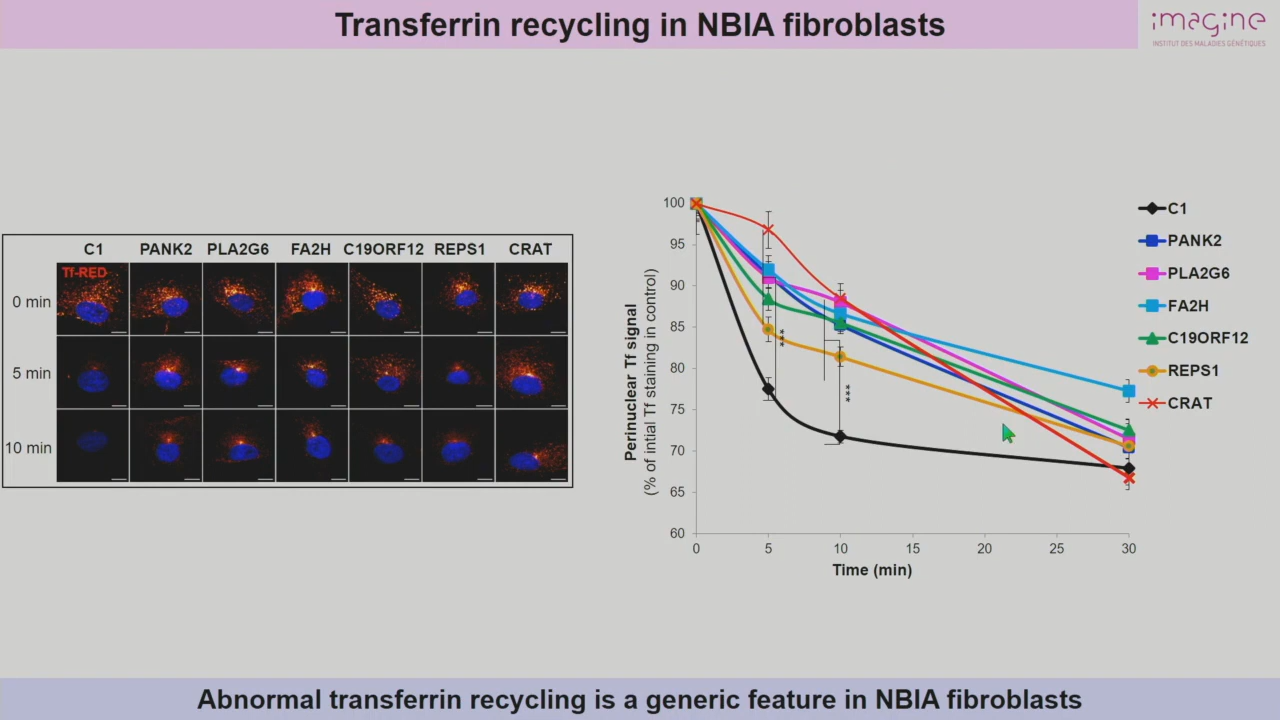 Transferrin recycling in NBIA fibroblasts
imagine
INSTITUT DES MALADIES GÉNÉTIQUES
C1 PANK2 PLA2G6 FA2H C19ORF12 REPS1 CRAT
Tf-RED
0 min
5 min
10 min
Perinuclear Tf signal
(% of intial Tf staining in control)
100
95
90
85
80
75
70
65
60
0 5 10 15 20 25 30
Time (min)
***
***
C1
PANK2
PLA2G6
FA2H
C19ORF12
REPS1
CRAT
Abnormal transferrin recycling is a generic feature in NBIA fibroblasts